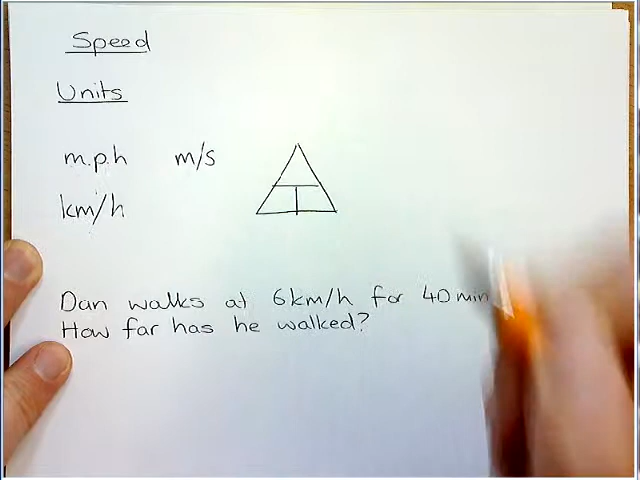 Speed
Units
m.p.h m/s
km/h
Dan walks at 6km/h for 40 min
How far has he walked?